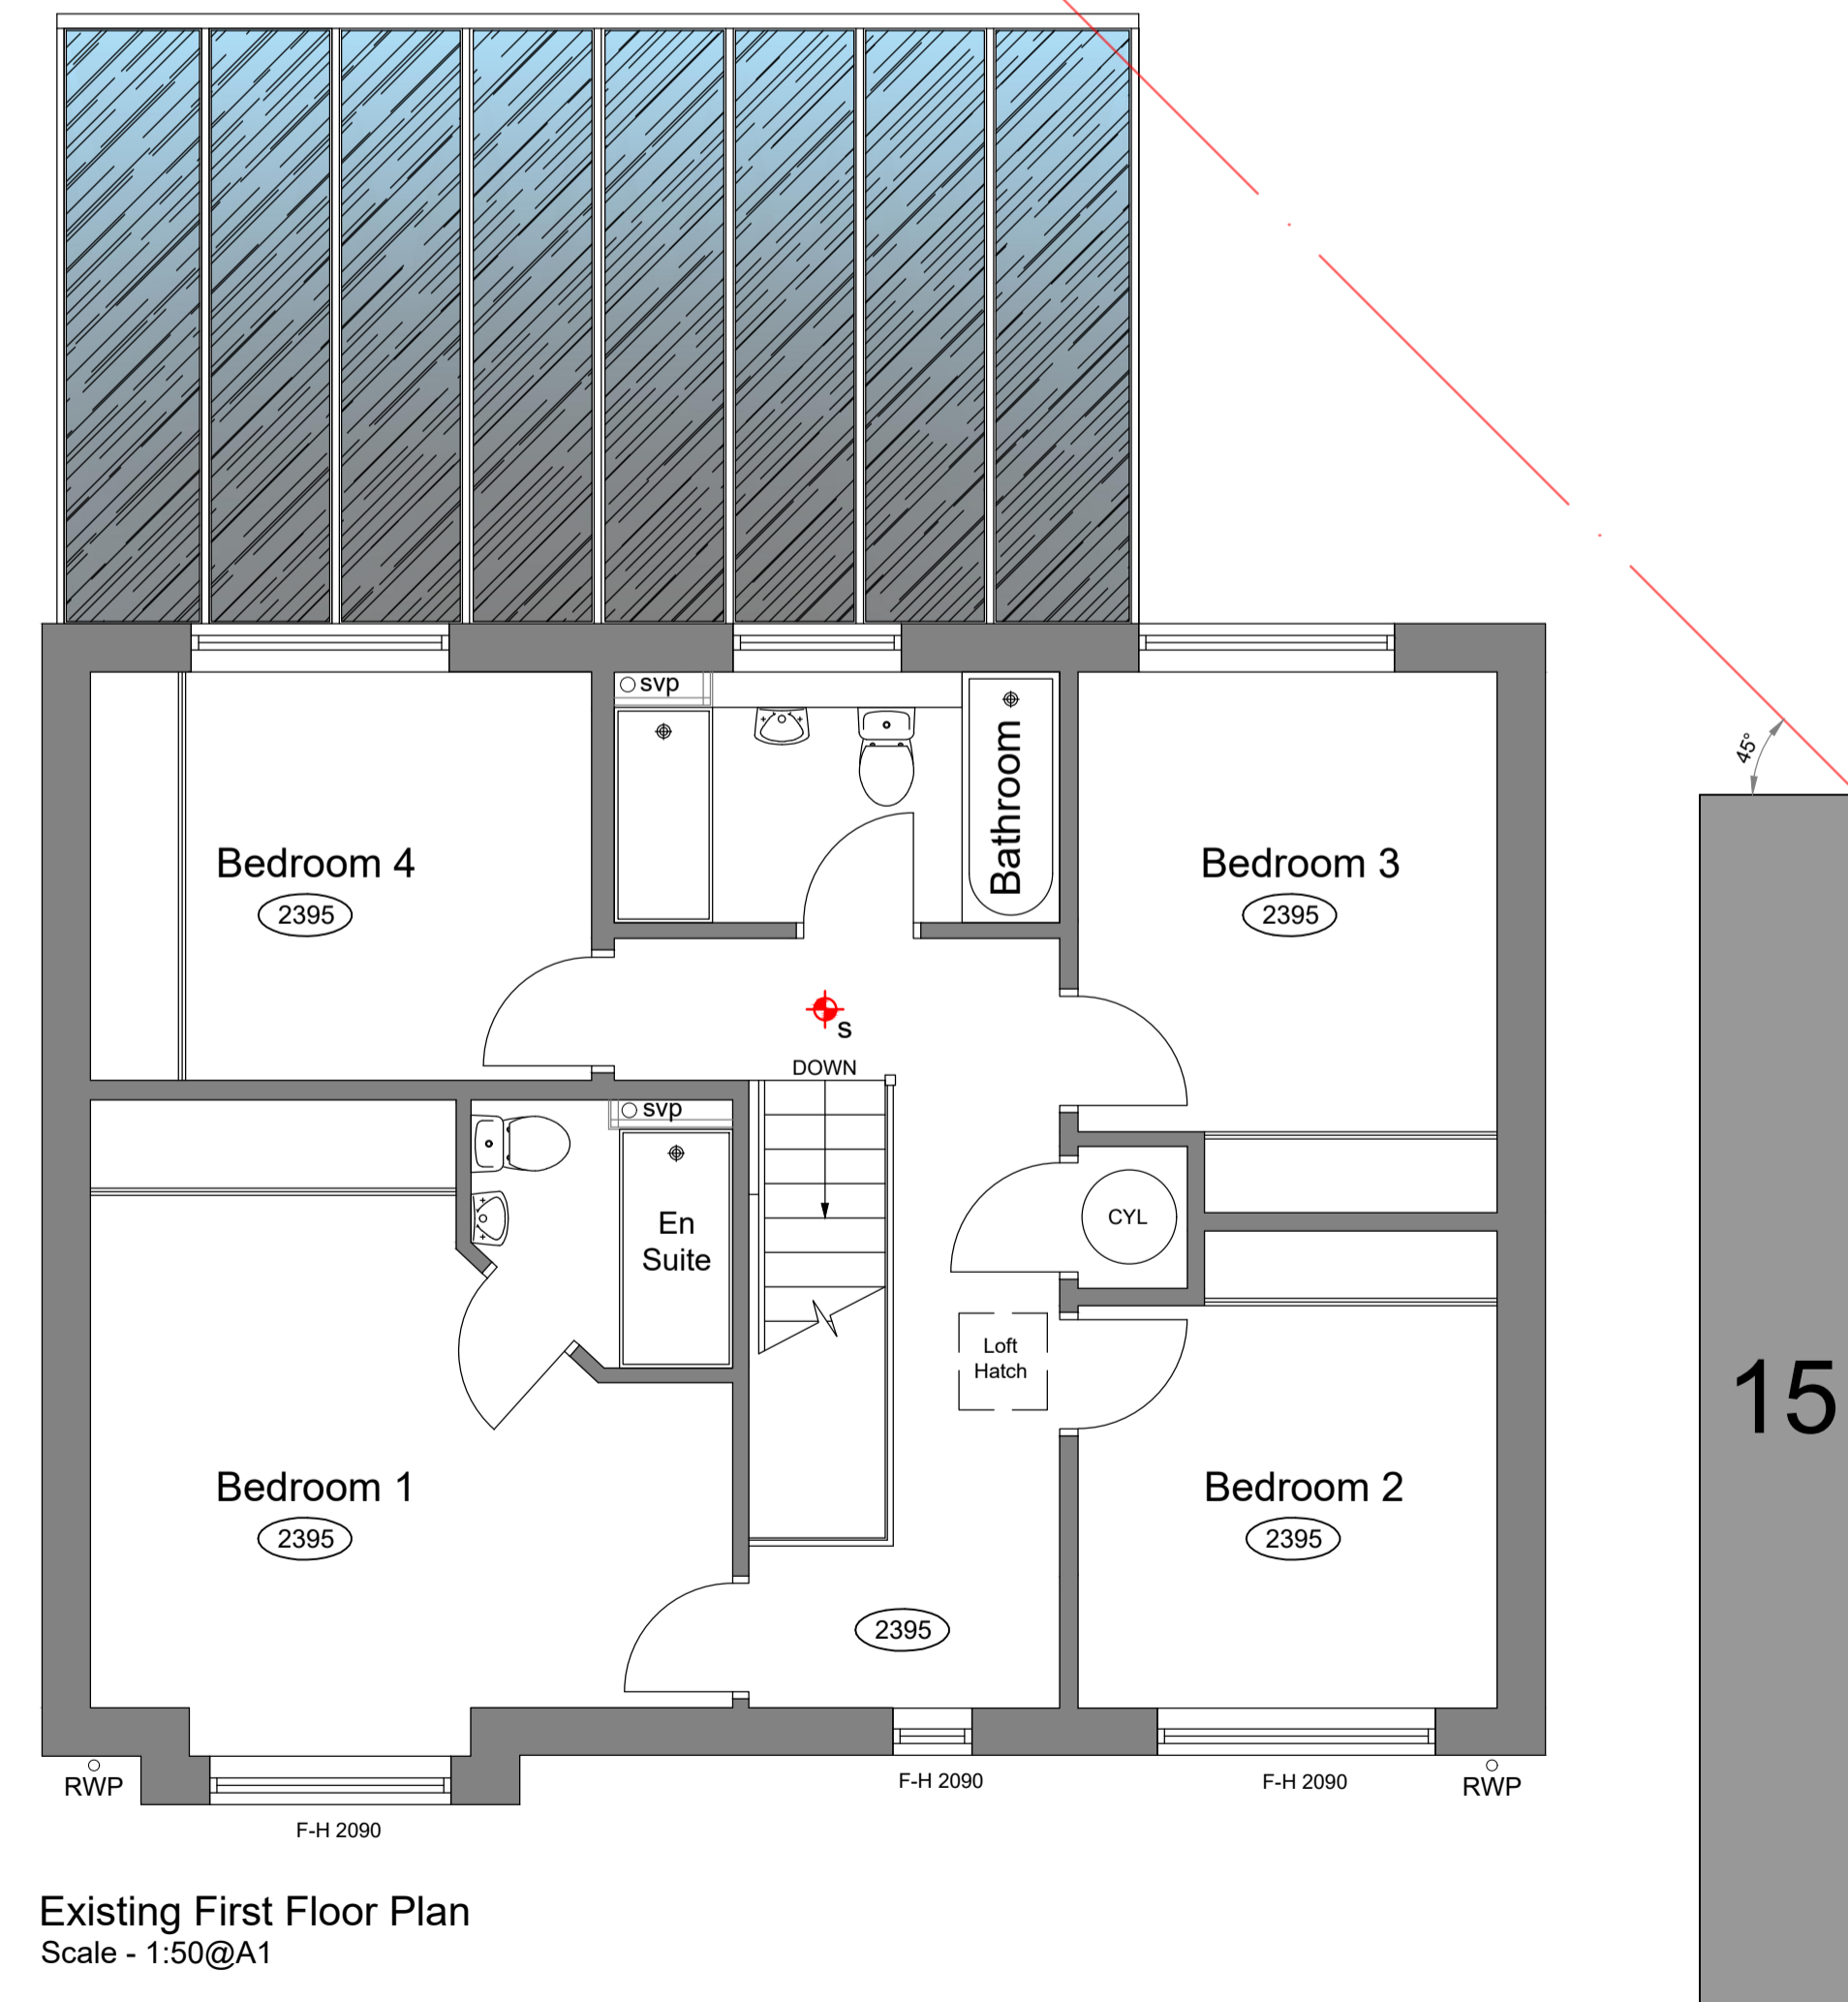 svp
Bathroom
45°
Bedroom 4
2395
Bedroom 3
2395
s
DOWN
svp
En
Suite
CYL
Loft
Hatch
15
Bedroom 1
2395
Bedroom 2
2395
2395
RWP
F-H 2090
F-H 2090
F-H 2090
RWP
Existing First Floor Plan
Scale - 1:50@A1